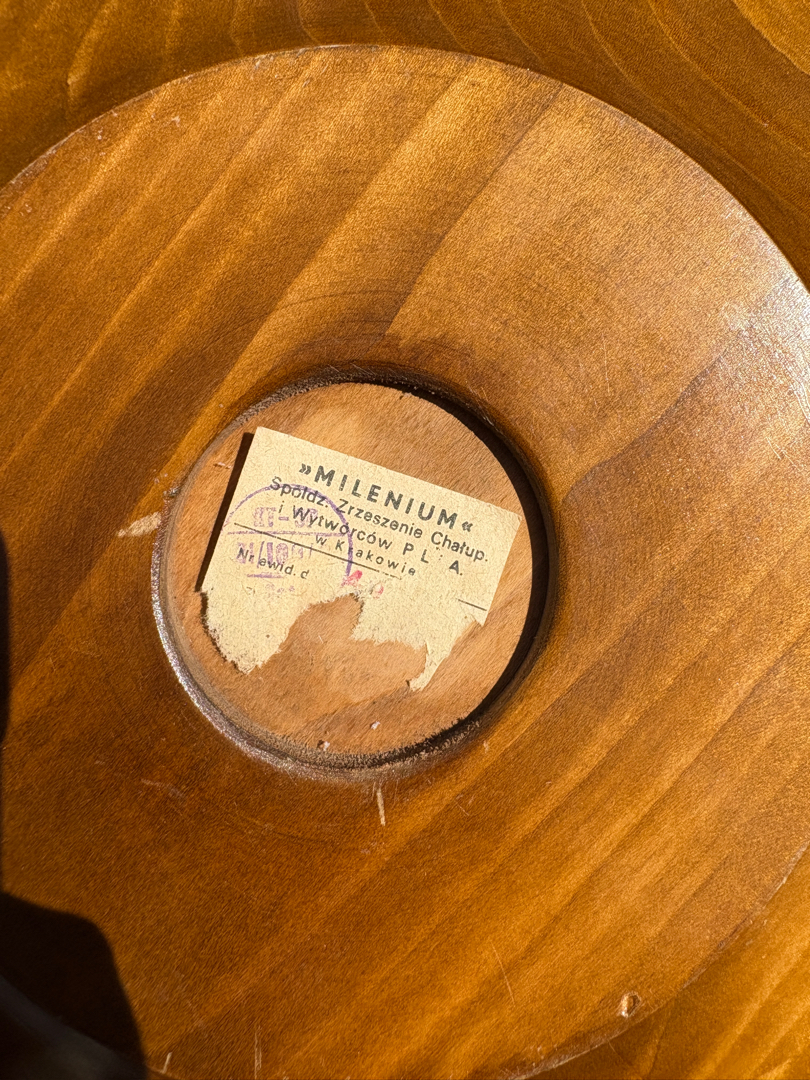 »MILENIUM«
Spółdz. Zrzeszenie Chałup.
i Wytwórców P L i A.
w Krakowie
Nr ewid. d